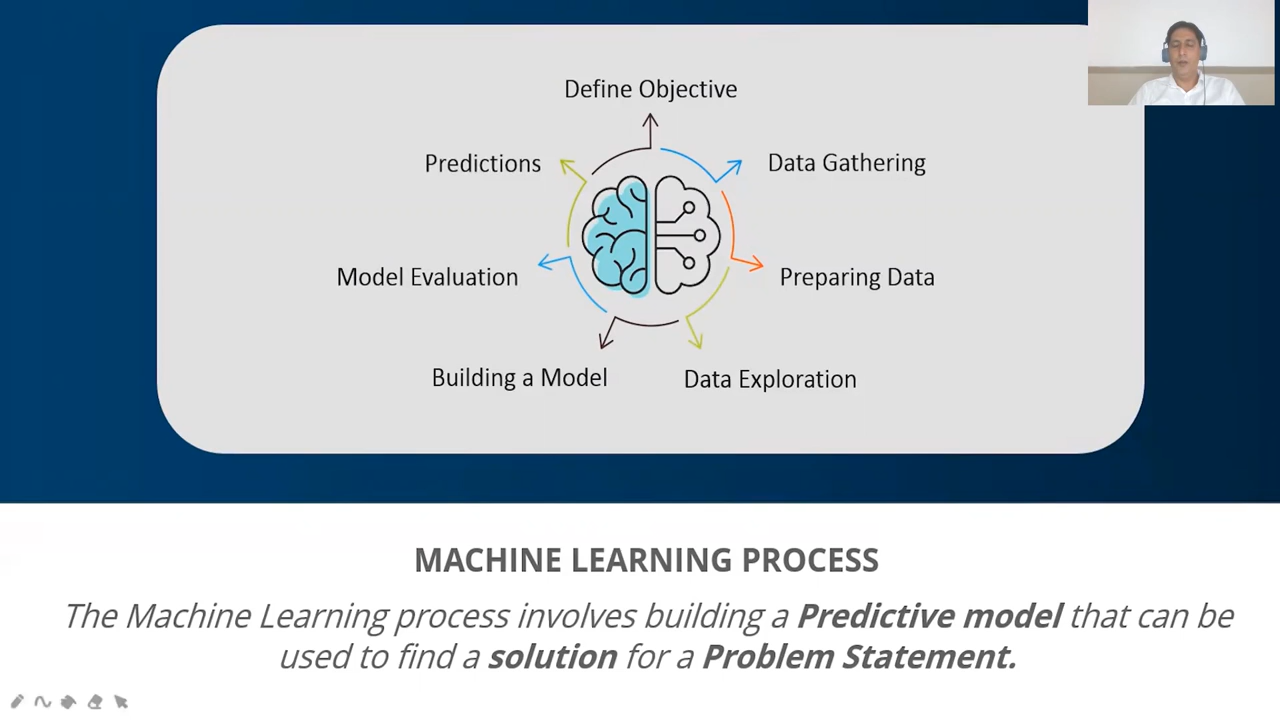 Define Objective
Predictions
Data Gathering
Model Evaluation
Preparing Data
Building a Model
Data Exploration
MACHINE LEARNING PROCESS
The Machine Learning process involves building a Predictive model that can be
used to find a solution for a Problem Statement.